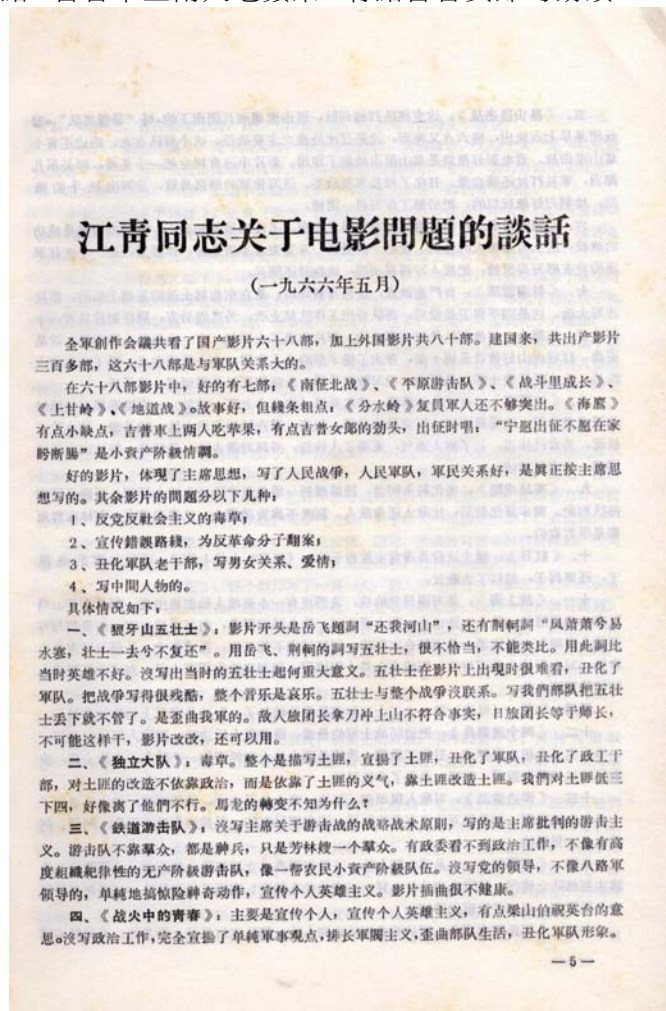 江青同志关于电影問題的談話
(一九六六年五月)
全軍創作会議共看了国产影片六十八部,加上外国影片共八十部。建国来,共出产影片
三百多部,这六十八部是与軍队关系大的。
在六十八部影片中,好的有七部:《南征北战》、《平原游击队》、《战斗里成长》、
《上甘岭》、《地道战》。故事好,但綫条粗点;《分水岭》复員軍人还不够突出。《海鷹》
有点小缺点,吉普車上两人吃苹果,有点吉普女郎的劲头,出征时唱:"宁愿出征不愿在家
盼断腸"是小資产阶級情調。
好的影片,体現了主席思想,写了人民战爭,人民軍队,軍民关系好,是眞正按主席思
想写的。其余影片的問題分以下几种:
1、反党反社会主义的毒草;
2、宣传錯誤路綫,为反革命分子翻案;
3、丑化軍队老干部,写男女关系、爱情;
4、写中間人物的。
具体情况如下:
一、《狼牙山五壮士》:影片开头是岳飞題詞"还我河山",还有荆軻詞"风萧萧兮易
水寒,壮士一去兮不复还"。用岳飞、荆軻的詞写五壮士,很不恰当,不能类比。用此詞比
当时英雄不好。沒写出当时的五壮士起何重大意义。五壮士在影片上出現时很难看,丑化了
軍队。把战爭写得很残酷,整个音乐是哀乐。五壮士与整个战爭沒联系。写我們部队把五壮
士丢下就不管了。是歪曲我軍的。敌人旅团长拿刀冲上山不符合事实,日旅团长等于师长,
不可能这样干,影片改改,还可以用。
二、《独立大队》:毒草。整个是描写土匪,宣揚了土匪,丑化了軍队,丑化了政工干
部,对土匪的改造不依靠政治,而是依靠了土匪的义气,靠土匪改造土匪。我們对土匪低三
下四,好像离了他們不行。馬龙的轉变不知为什么?
三、《鉄道游击队》:沒写主席关于游击战的战略战术原則,写的是主席批判的游击主
义。游击队不靠羣众,都是神兵,只是芳林嫂一个羣众。有政委看不到政治工作,不像有高
度組織紀律性的无产阶級游击队,像一帮农民小資产阶級队伍。沒写党的領导,不像八路軍
領导的,单純地搞惊险神奇动作,宣传个人英雄主义。影片插曲很不健康。
四、《战火中的青春》:主要是宣传个人,宣传个人英雄主义,有点梁山伯祝英台的意
思。沒写政治工作,完全宣揚了单純軍事观点,排长軍閥主义,歪曲部队生活,丑化軍队形象。
—5—